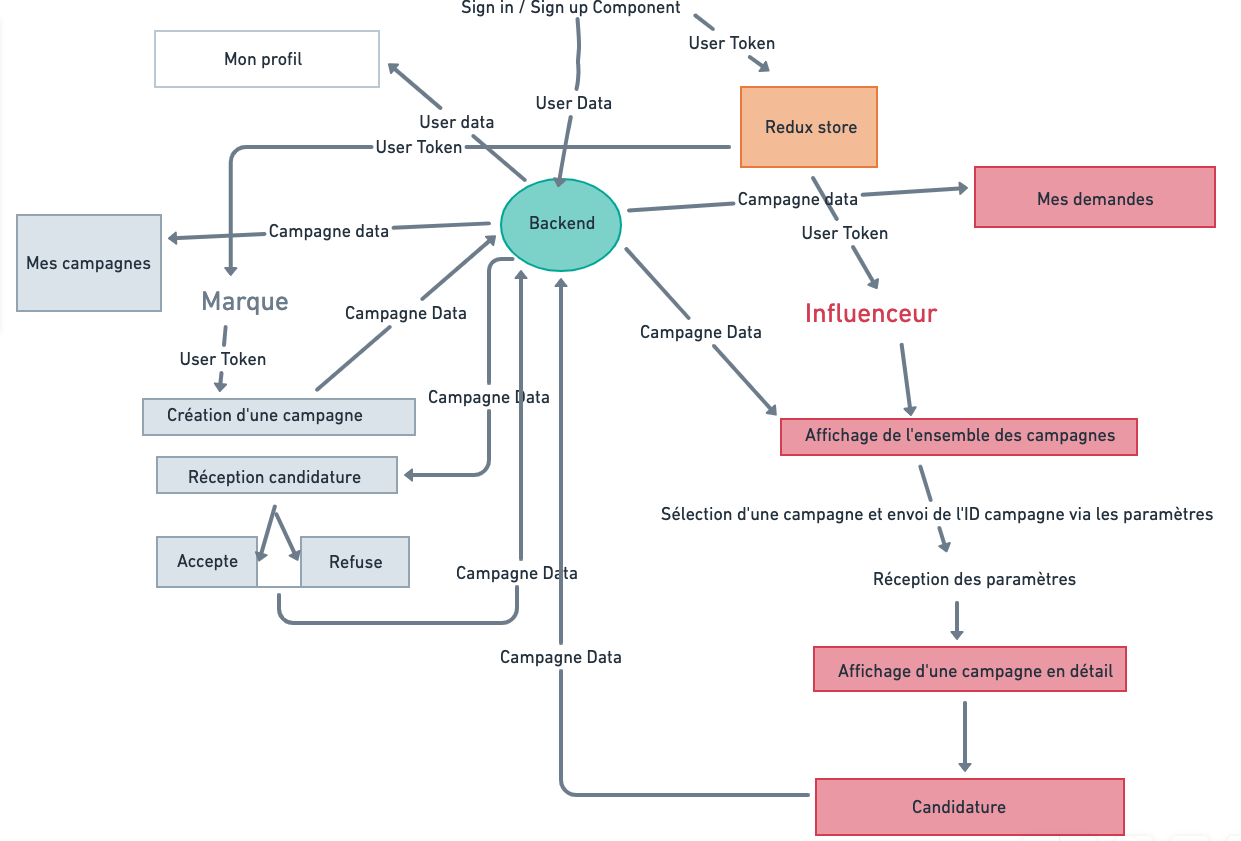 Sign in / Sign up Component
User Token
Mon profil
User Data
User data
Redux store
User Token
Campagne data
Mes demandes
Backend
Campagne data
User Token
Mes campagnes
Marque
Campagne Data
Influenceur
Campagne Data
User Token
Campagne Data
Création d'une campagne
Affichage de l'ensemble des campagnes
Réception candidature
Sélection d'une campagne et envoi de l'ID campagne via les paramètres
Accepte
Refuse
Campagne Data
Réception des paramètres
Campagne Data
Affichage d'une campagne en détail
Candidature